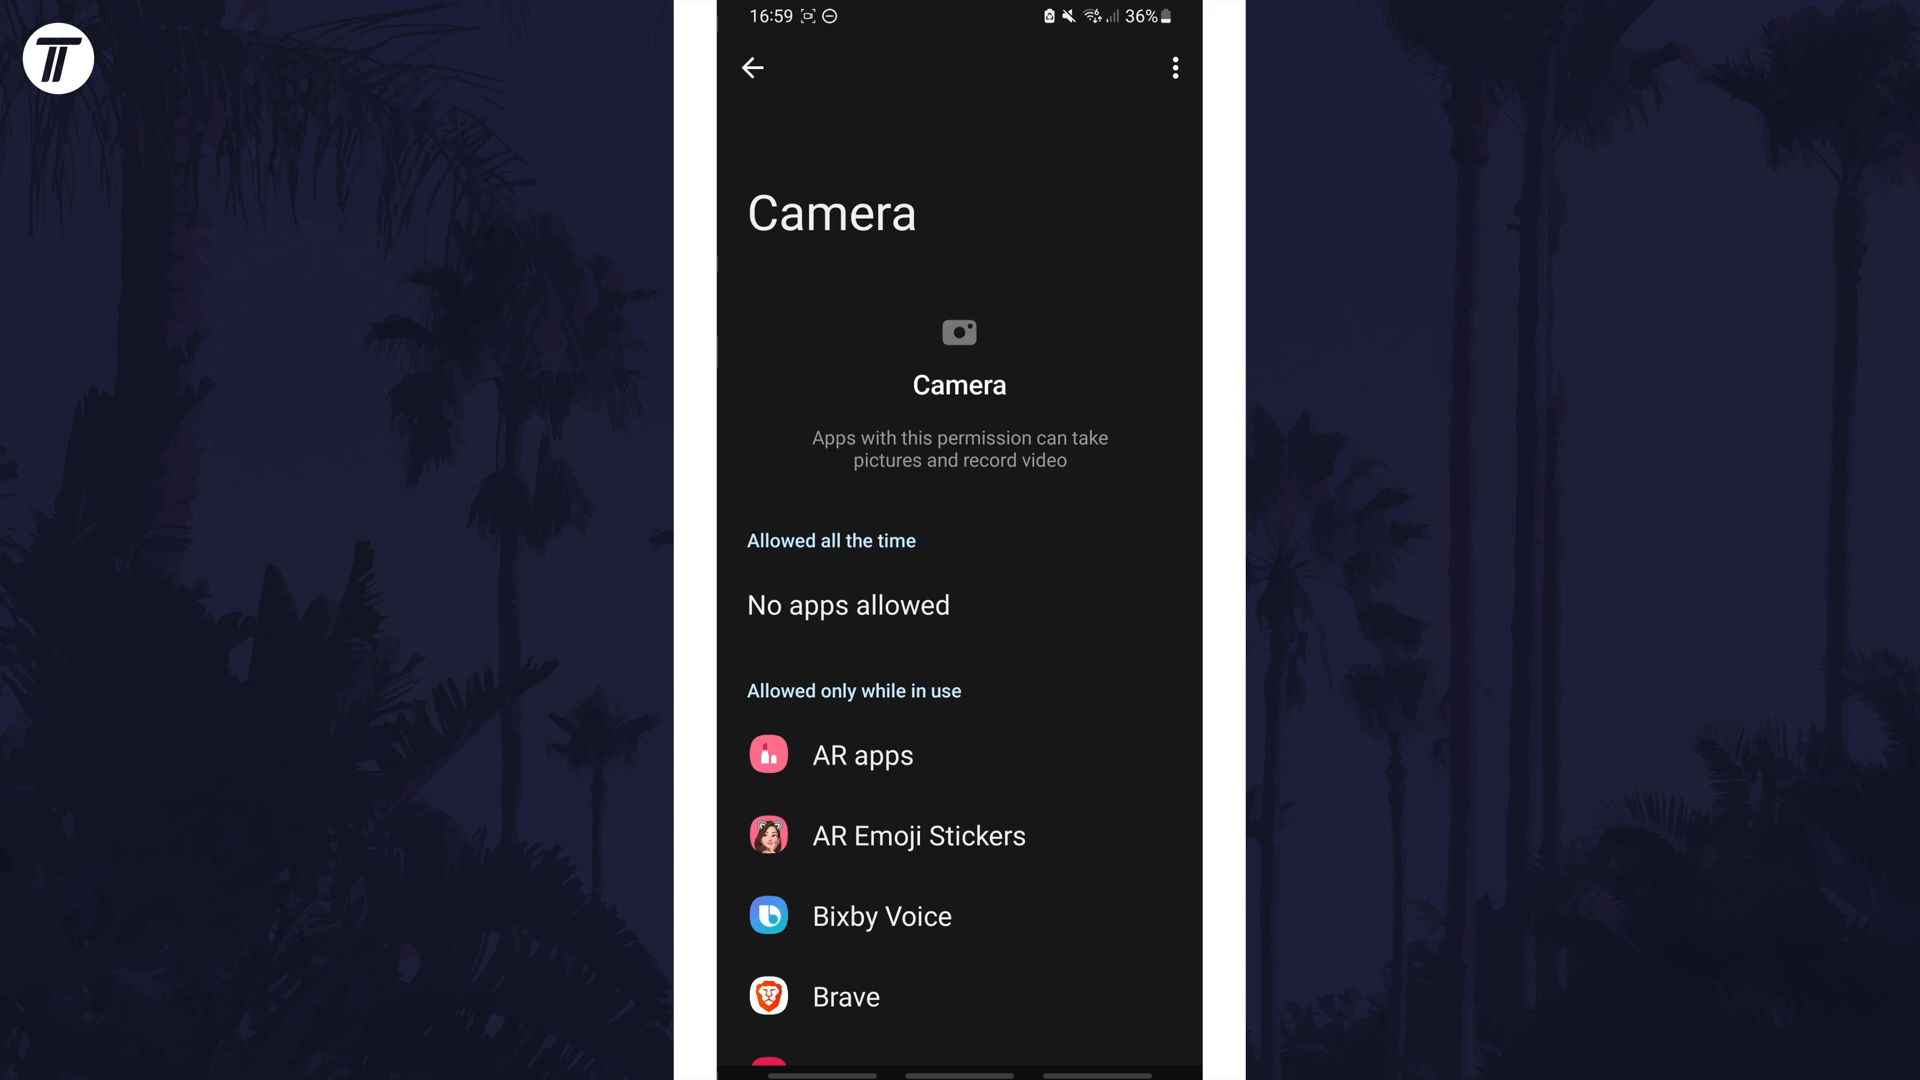 16:59
36%
Camera
Camera
Apps with this permission can take
pictures and record video
Allowed all the time
No apps allowed
Allowed only while in use
AR apps
AR Emoji Stickers
Bixby Voice
Brave